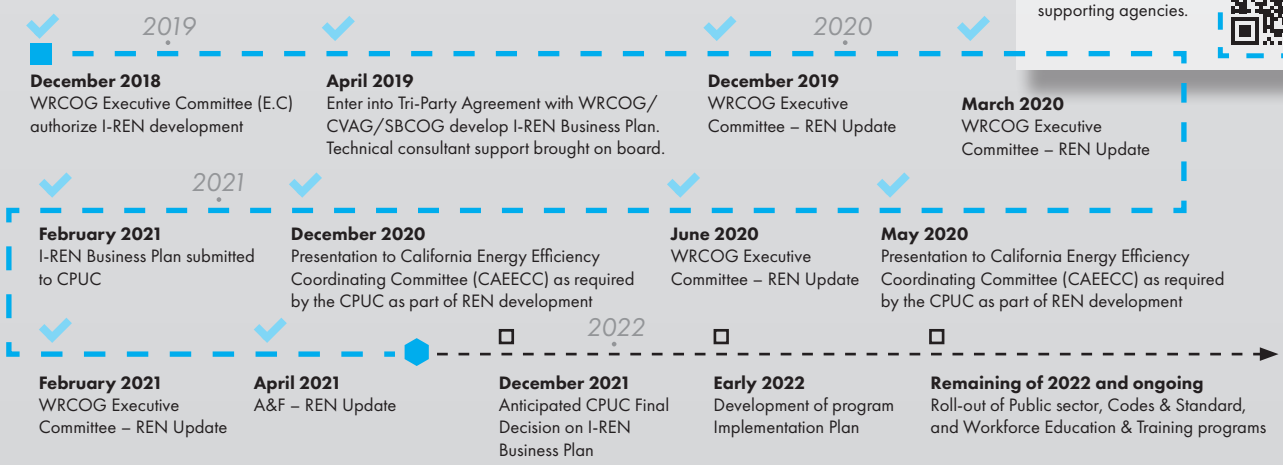 supporting agencies.
2019
2020
December 2018
WRCOG Executive Committee (E.C)
authorize I-REN development
April 2019
Enter into Tri-Party Agreement with WRCOG/
CVAG/SBCOG develop I-REN Business Plan.
Technical consultant support brought on board.
December 2019
WRCOG Executive
Committee – REN Update
March 2020
WRCOG Executive
Committee – REN Update
2021
February 2021
I-REN Business Plan submitted
to CPUC
December 2020
Presentation to California Energy Efficiency
Coordinating Committee (CAEECC) as required
by the CPUC as part of REN development
June 2020
WRCOG Executive
Committee – REN Update
May 2020
Presentation to California Energy Efficiency
Coordinating Committee (CAEECC) as required
by the CPUC as part of REN development
2022
February 2021
WRCOG Executive
Committee – REN Update
April 2021
A&F – REN Update
December 2021
Anticipated CPUC Final
Decision on I-REN
Business Plan
Early 2022
Development of program
Implementation Plan
Remaining of 2022 and ongoing
Roll-out of Public sector, Codes & Standard,
and Workforce Education & Training programs